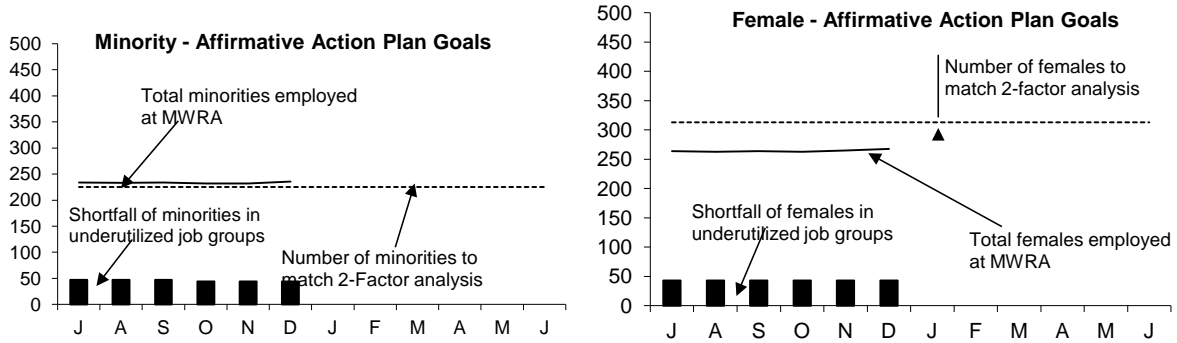 Minority - Affirmative Action Plan Goals
500
450
400
350
300
250
200
150
100
50
0
Total minorities employed
at MWRA
Shortfall of minorities in
underutilized job groups
Number of minorities to
match 2-Factor analysis
J A S O N D J F M A M J
Female - Affirmative Action Plan Goals
500
450
400
350
300
250
200
150
100
50
0
Number of females to
match 2-factor analysis
Shortfall of females in
underutilized job groups
Total females employed
at MWRA
J A S O N D J F M A M J